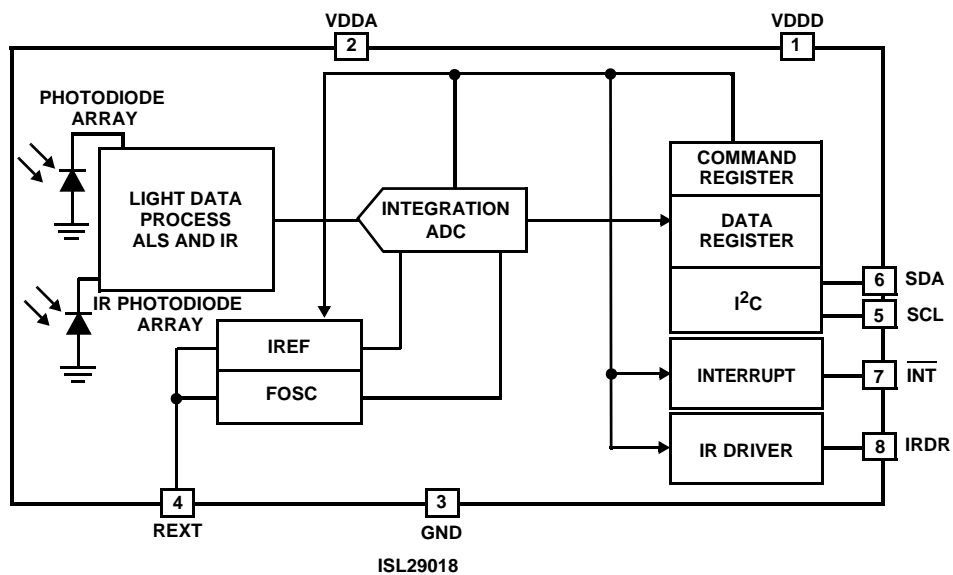 VDDA
VDDD
2
1
PHOTODIODE
ARRAY
COMMAND
REGISTER
LIGHT DATA
PROCESS
ALS AND IR
INTEGRATION
ADC
DATA
REGISTER
I²C
6 SDA
5 SCL
IR PHOTODIODE
ARRAY
IREF
FOSC
INTERRUPT
7 I̅N̅T̅
IR DRIVER
8 IRDR
4
3
REXT
GND
ISL29018